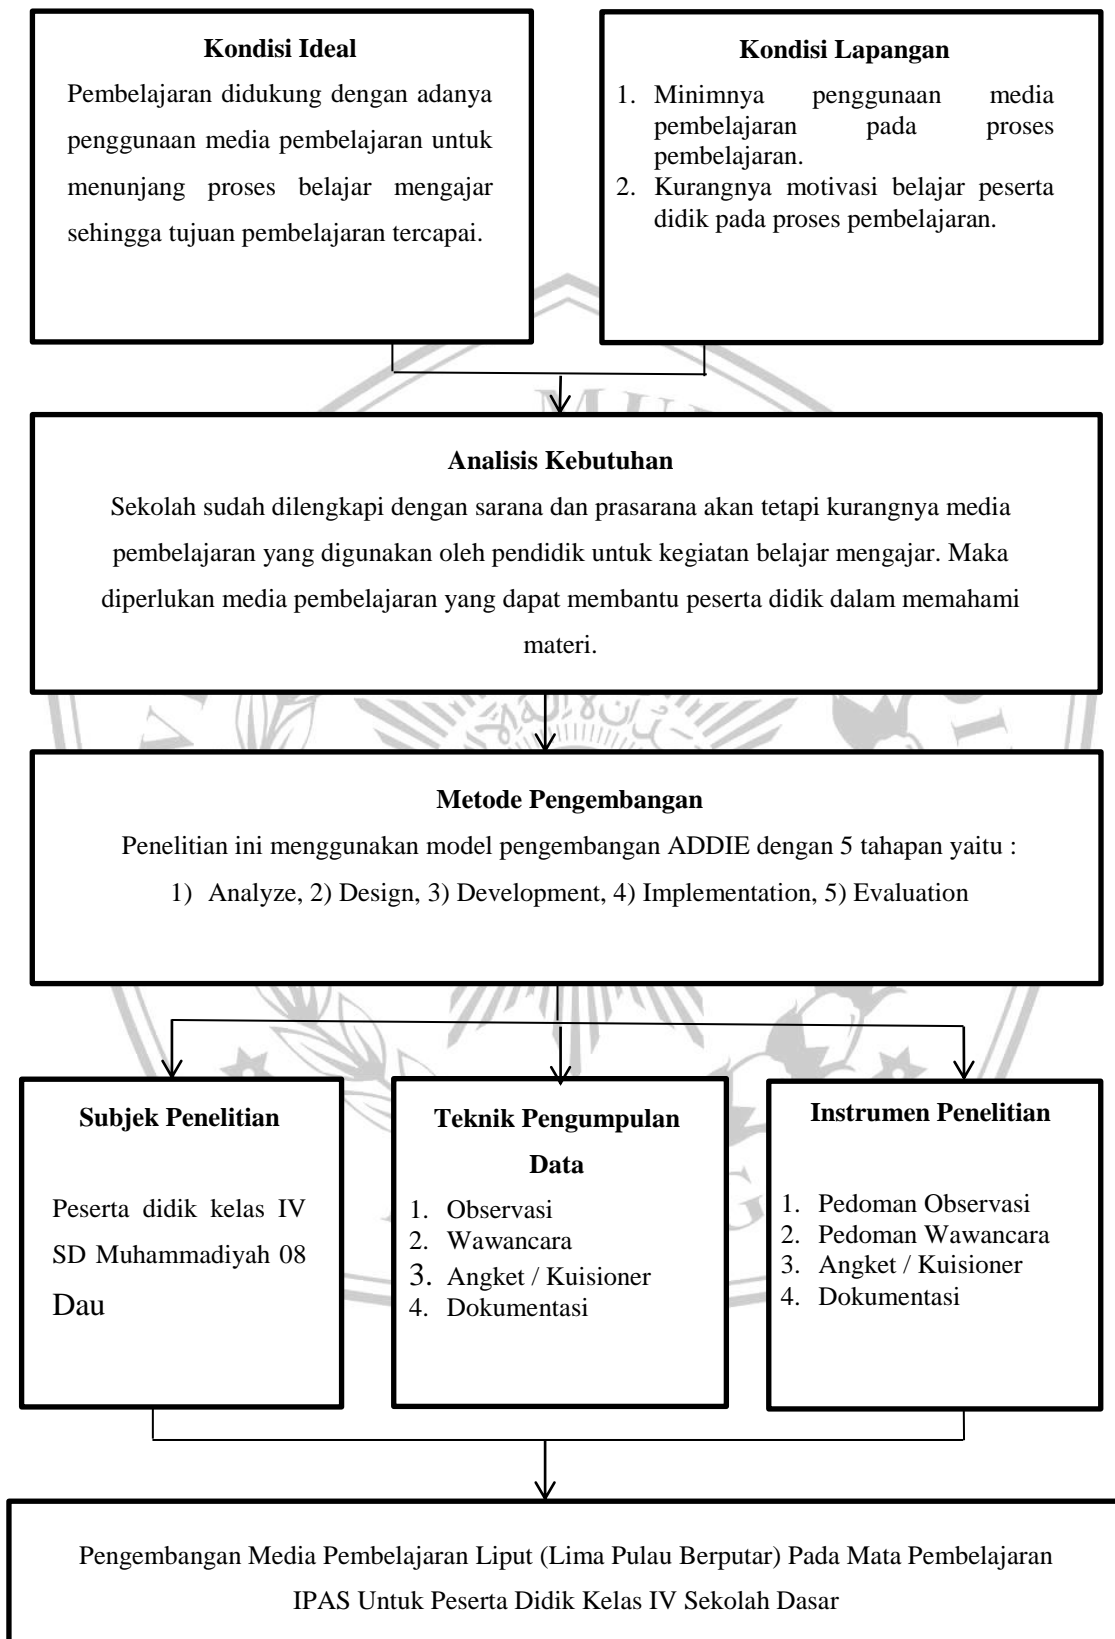 Kondisi Ideal
Pembelajaran didukung dengan adanya
penggunaan media pembelajaran untuk
menunjang proses belajar mengajar
sehingga tujuan pembelajaran tercapai.
Kondisi Lapangan
1. Minimnya penggunaan media
pembelajaran pada proses
pembelajaran.
2. Kurangnya motivasi belajar peserta
didik pada proses pembelajaran.
Analisis Kebutuhan
Sekolah sudah dilengkapi dengan sarana dan prasarana akan tetapi kurangnya media
pembelajaran yang digunakan oleh pendidik untuk kegiatan belajar mengajar. Maka
diperlukan media pembelajaran yang dapat membantu peserta didik dalam memahami
materi.
Metode Pengembangan
Penelitian ini menggunakan model pengembangan ADDIE dengan 5 tahapan yaitu :
1) Analyze, 2) Design, 3) Development, 4) Implementation, 5) Evaluation
Subjek Penelitian
Peserta didik kelas IV
SD Muhammadiyah 08
Dau
Teknik Pengumpulan
Data
1. Observasi
2. Wawancara
3. Angket / Kuisioner
4. Dokumentasi
Instrumen Penelitian
1. Pedoman Observasi
2. Pedoman Wawancara
3. Angket / Kuisioner
4. Dokumentasi
Pengembangan Media Pembelajaran Liput (Lima Pulau Berputar) Pada Mata Pembelajaran
IPAS Untuk Peserta Didik Kelas IV Sekolah Dasar